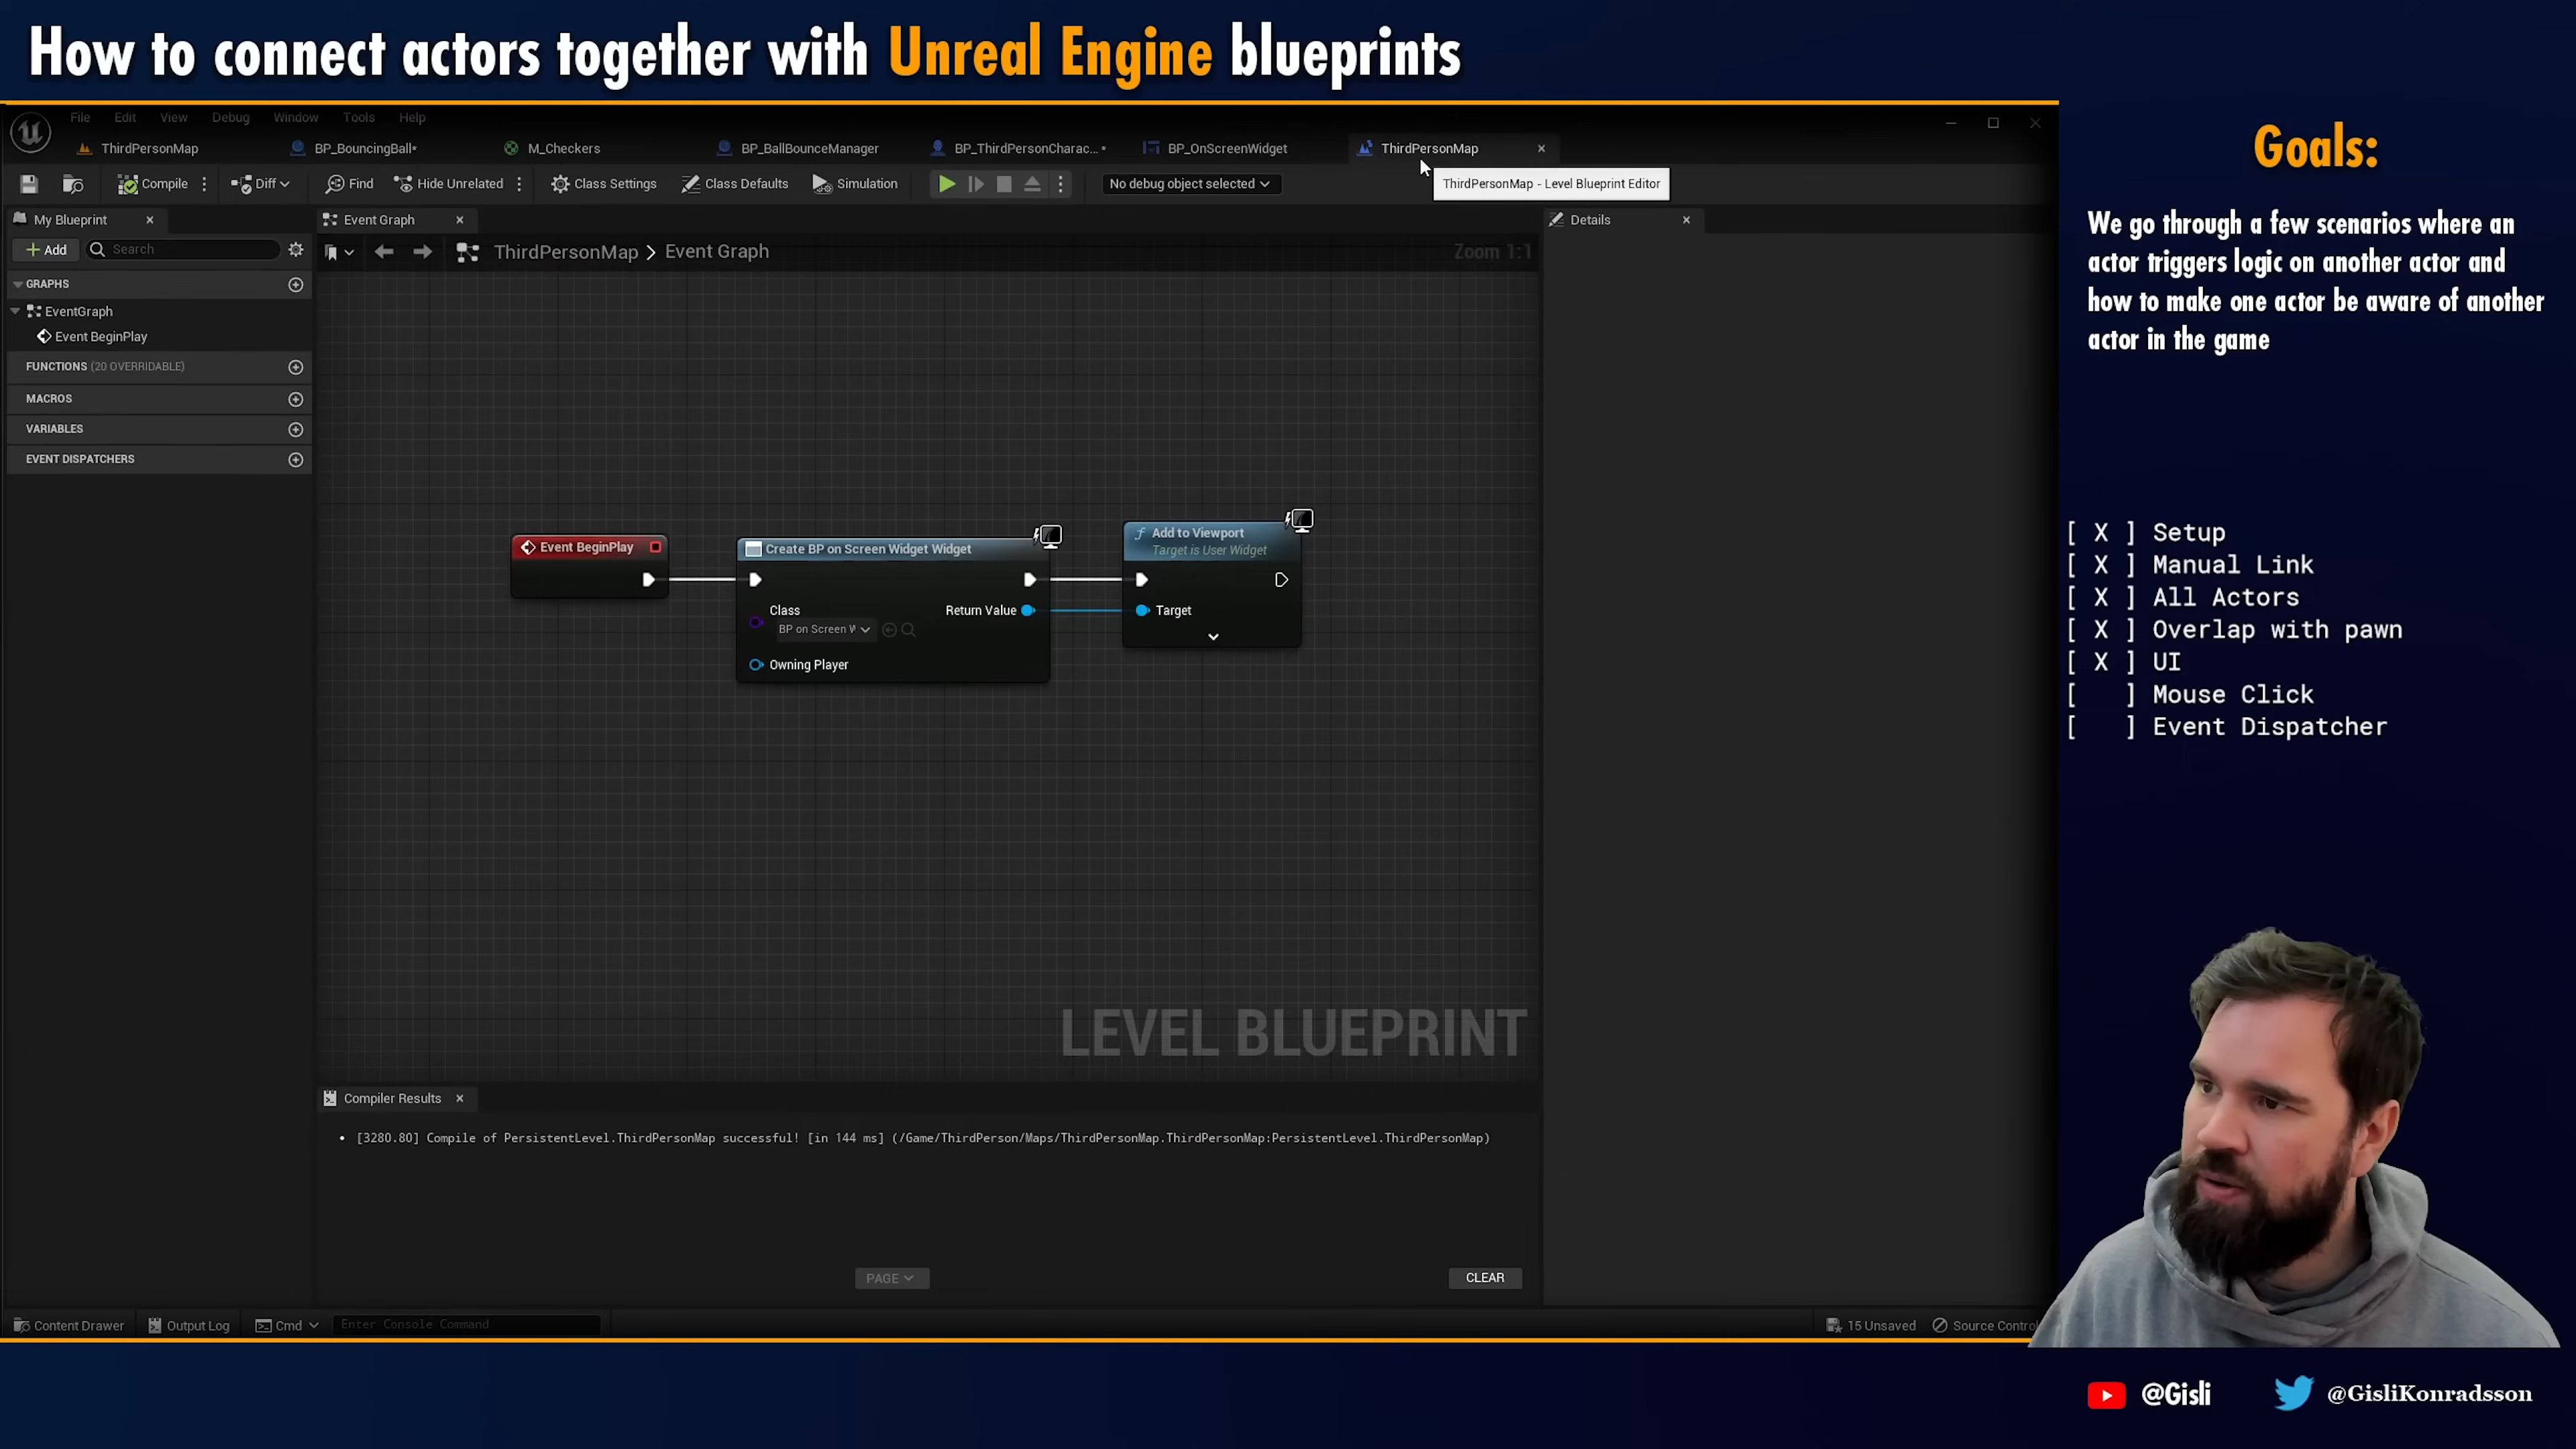 How to connect actors together with Unreal Engine blueprints
File Edit View Debug Window Tools Help
ThirdPersonMap BP_BouncingBall* M_Checkers BP_BallBounceManager BP_ThirdPersonCharac...* BP_OnScreenWidget ThirdPersonMap
Compile Diff Find Hide Unrelated Class Settings Class Defaults Simulation No debug object selected
ThirdPersonMap - Level Blueprint Editor
My Blueprint
Add Search
GRAPHS
EventGraph
Event BeginPlay
FUNCTIONS (20 OVERRIDABLE)
MACROS
VARIABLES
EVENT DISPATCHERS
Event Graph
ThirdPersonMap > Event Graph
Zoom 1:1
Event BeginPlay
Create BP on Screen Widget Widget
Class
BP on Screen W
Return Value
Owning Player
Add to Viewport
Target is User Widget
Target
LEVEL BLUEPRINT
Details
Compiler Results
• [3280.80] Compile of PersistentLevel.ThirdPersonMap successful! [in 144 ms] (/Game/ThirdPerson/Maps/ThirdPersonMap.ThirdPersonMap:PersistentLevel.ThirdPersonMap)
PAGE
CLEAR
Content Drawer Output Log Cmd Enter Console Command
15 Unsaved Source Control
Goals:
We go through a few scenarios where an
actor triggers logic on another actor and
how to make one actor be aware of another
actor in the game
[ X ] Setup
[ X ] Manual Link
[ X ] All Actors
[ X ] Overlap with pawn
[ X ] UI
[   ] Mouse Click
[   ] Event Dispatcher
@Gisli
@GisliKonradsson